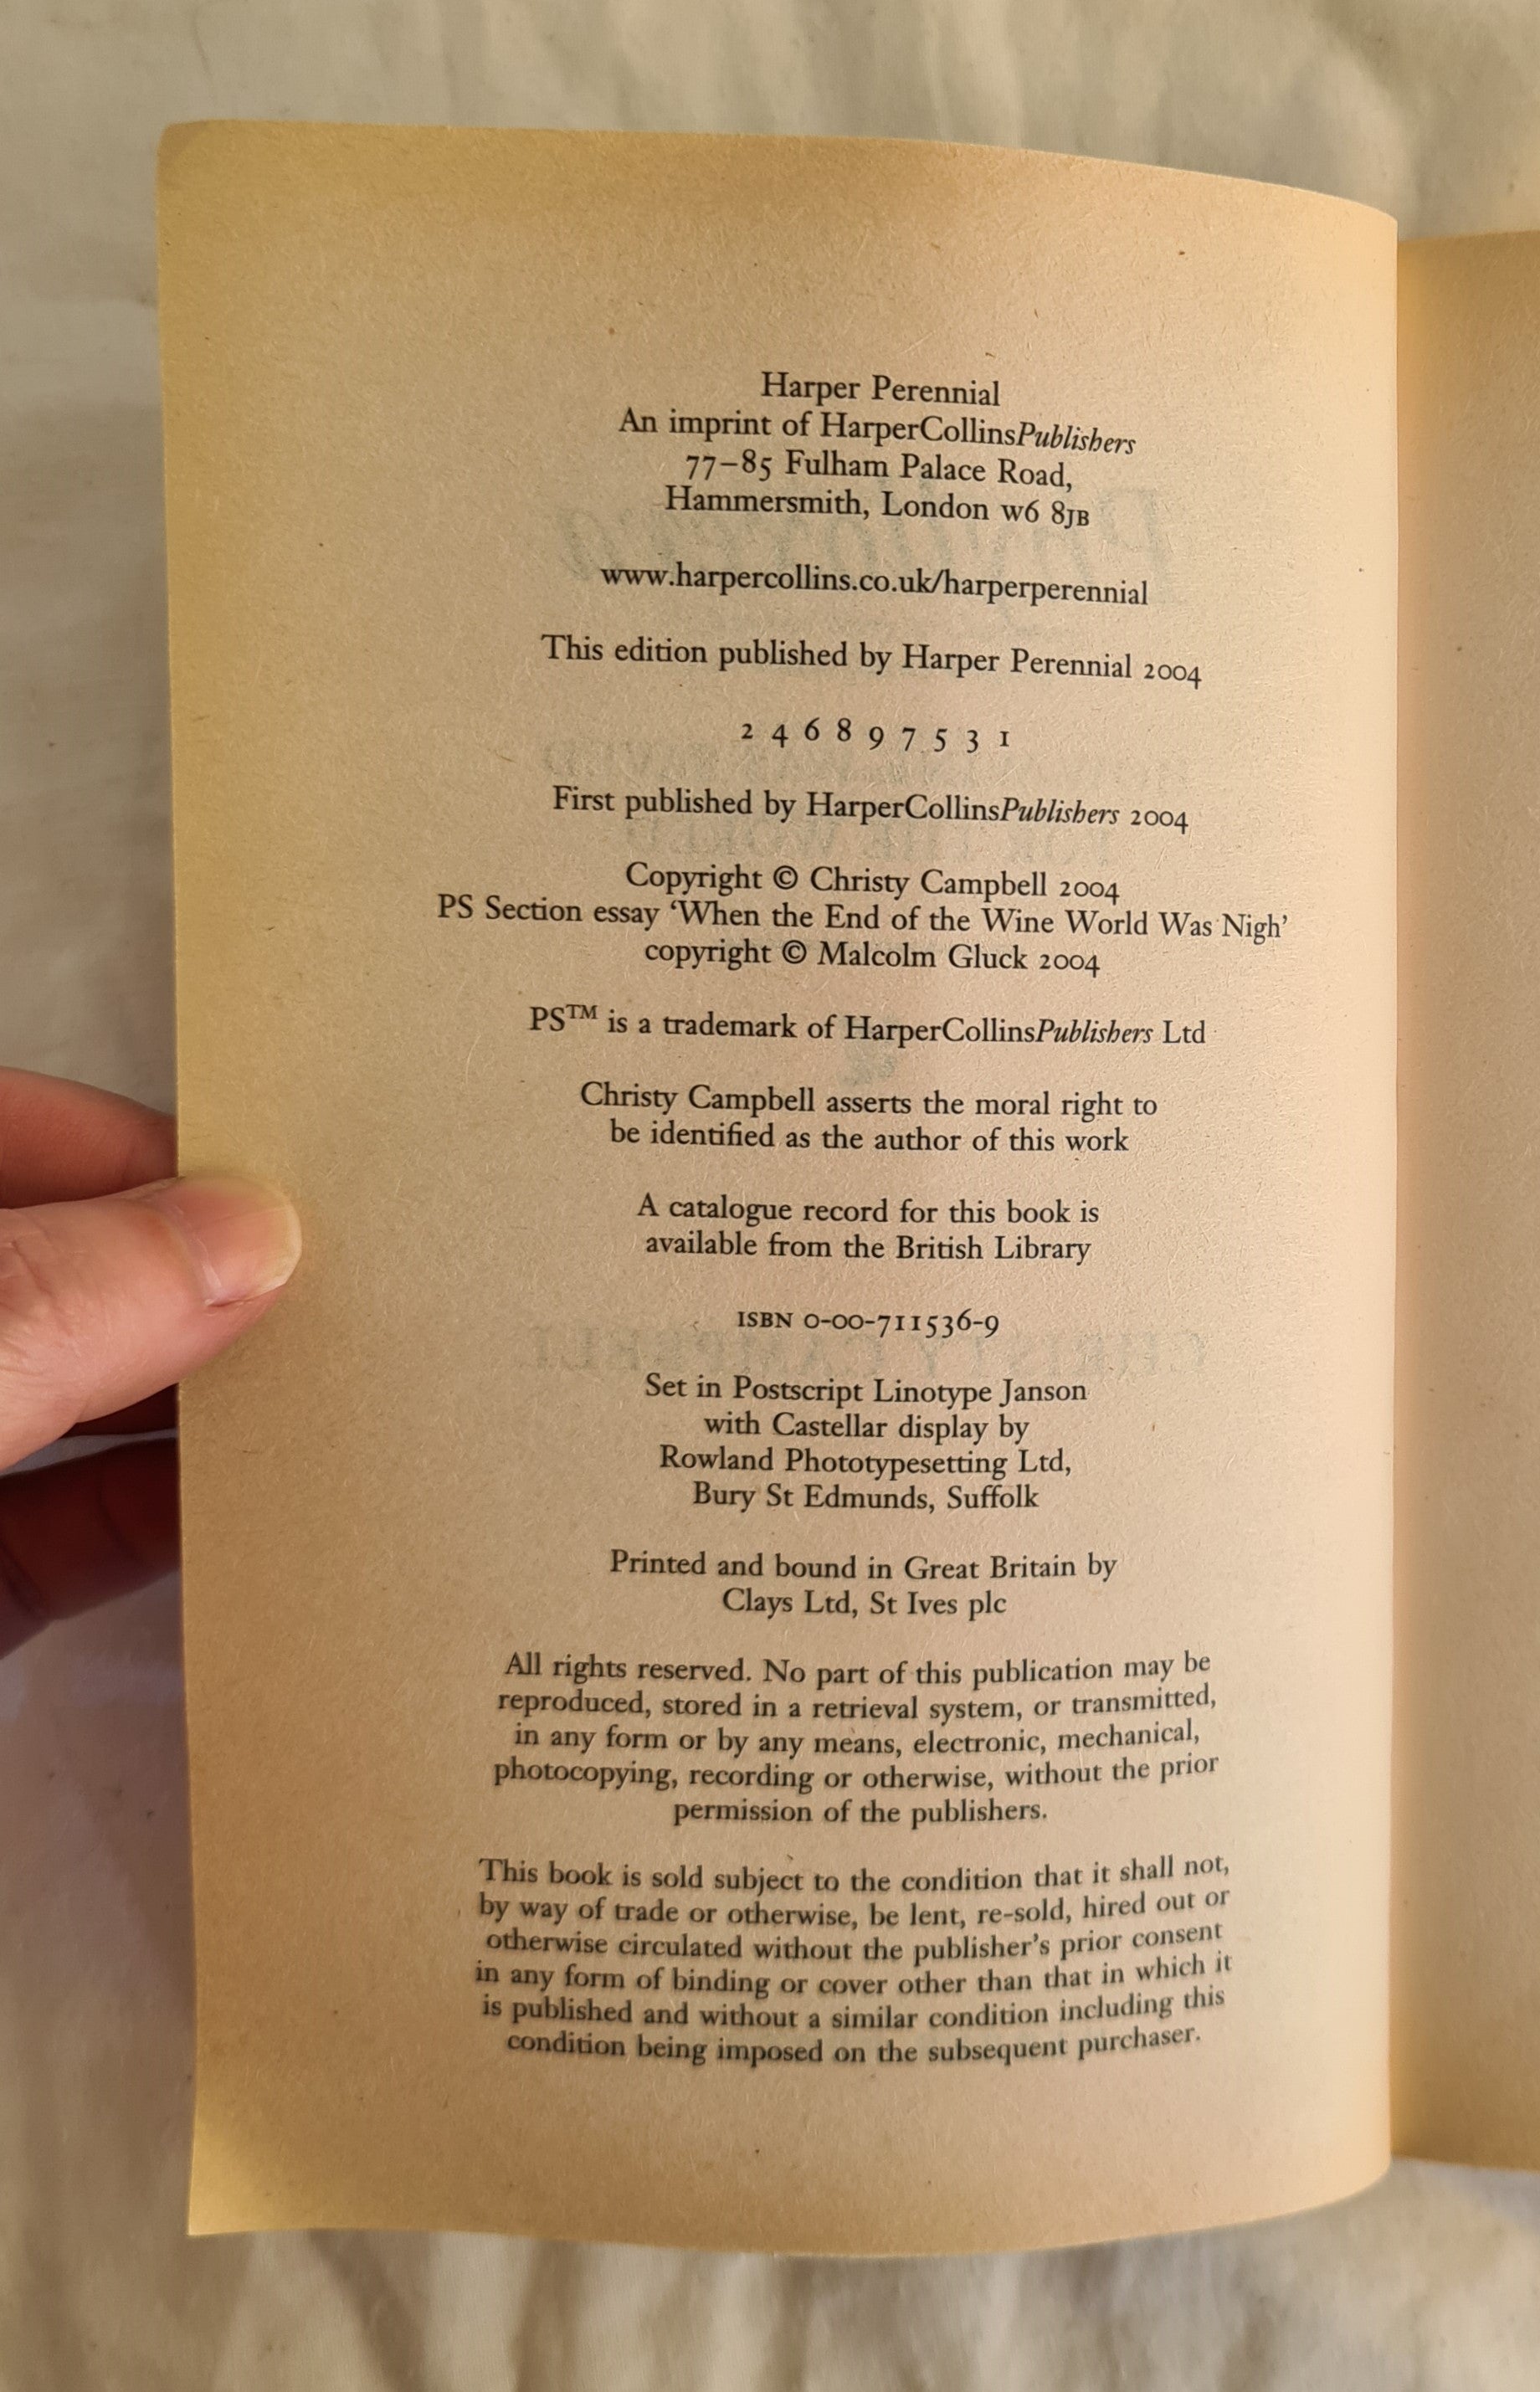 Harper Perennial
An imprint of HarperCollinsPublishers
77–85 Fulham Palace Road,
Hammersmith, London W6 8JB
www.harpercollins.co.uk/harperperennial
This edition published by Harper Perennial 2004
2 4 6 8 9 7 5 3 1
First published by HarperCollinsPublishers 2004
Copyright © Christy Campbell 2004
PS Section essay ‘When the End of the Wine World Was Nigh’
copyright © Malcolm Gluck 2004
PS™ is a trademark of HarperCollinsPublishers Ltd
Christy Campbell asserts the moral right to
be identified as the author of this work
A catalogue record for this book is
available from the British Library
ISBN 0-00-711536-9
Set in Postscript Linotype Janson
with Castellar display by
Rowland Phototypesetting Ltd,
Bury St Edmunds, Suffolk
Printed and bound in Great Britain by
Clays Ltd, St Ives plc
All rights reserved. No part of this publication may be
reproduced, stored in a retrieval system, or transmitted,
in any form or by any means, electronic, mechanical,
photocopying, recording or otherwise, without the prior
permission of the publishers.
This book is sold subject to the condition that it shall not,
by way of trade or otherwise, be lent, re-sold, hired out or
otherwise circulated without the publisher’s prior consent
in any form of binding or cover other than that in which it
is published and without a similar condition including this
condition being imposed on the subsequent purchaser.